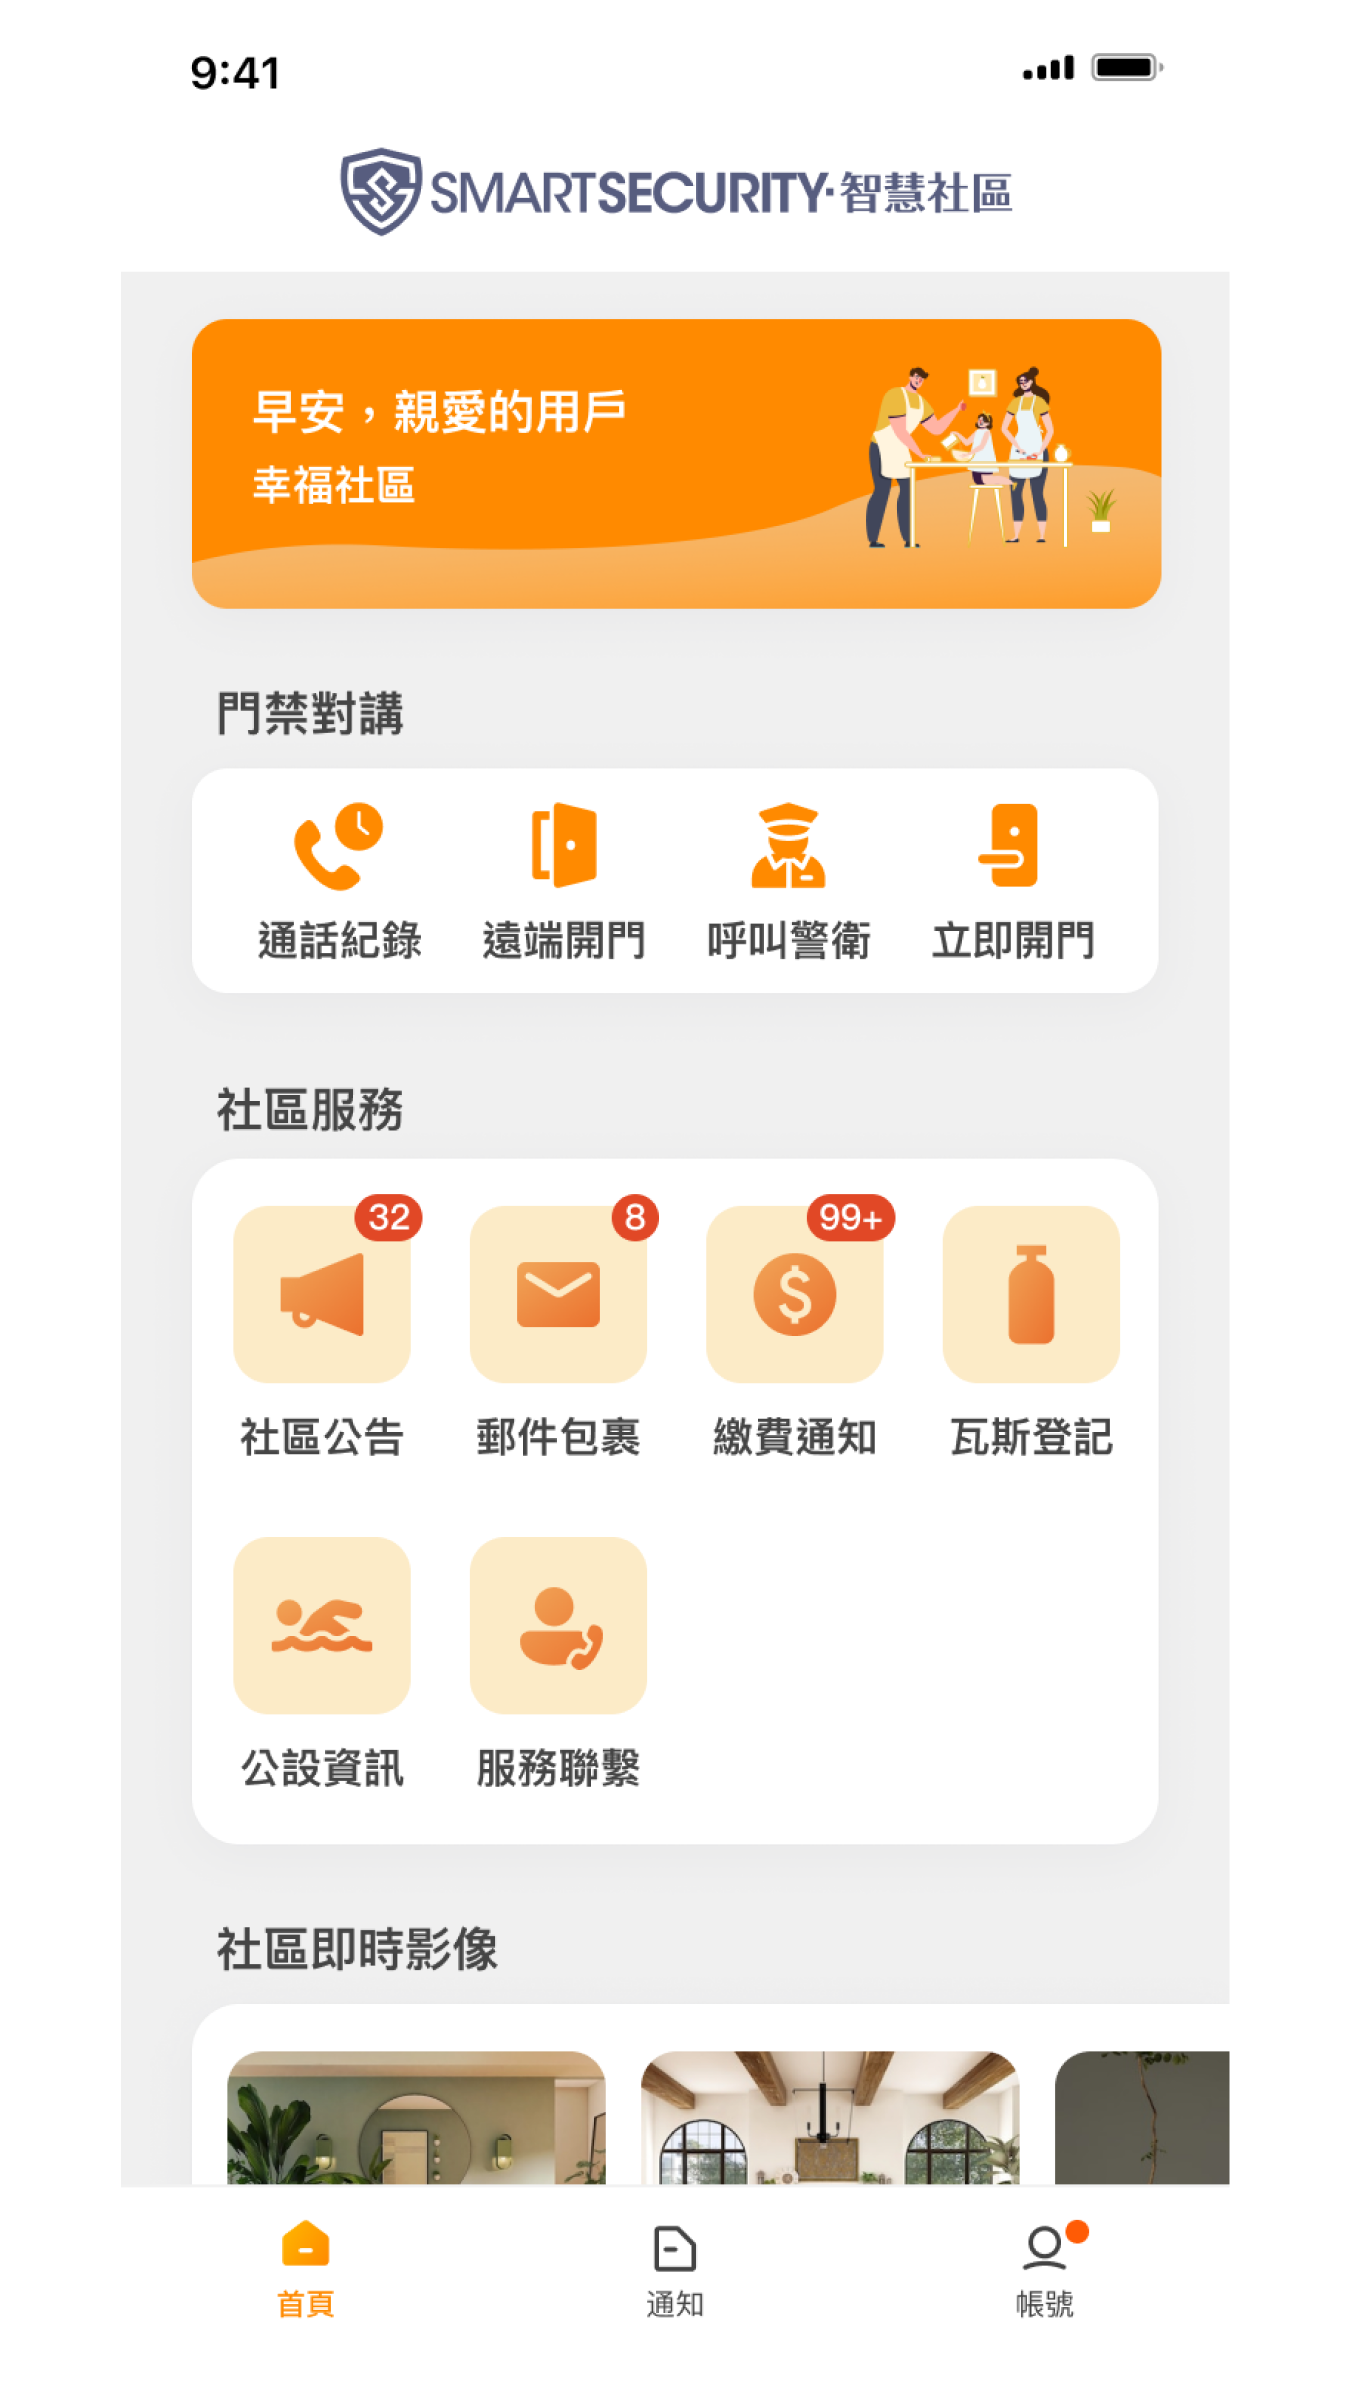 9:41
SMARTSECURITY·智慧社區
早安，親愛的用戶
幸福社區
門禁對講
通話紀錄 遠端開門 呼叫警衛 立即開門
社區服務
32 8 99+
社區公告 郵件包裹 繳費通知 瓦斯登記
公設資訊 服務聯繫
社區即時影像
首頁 通知 帳號